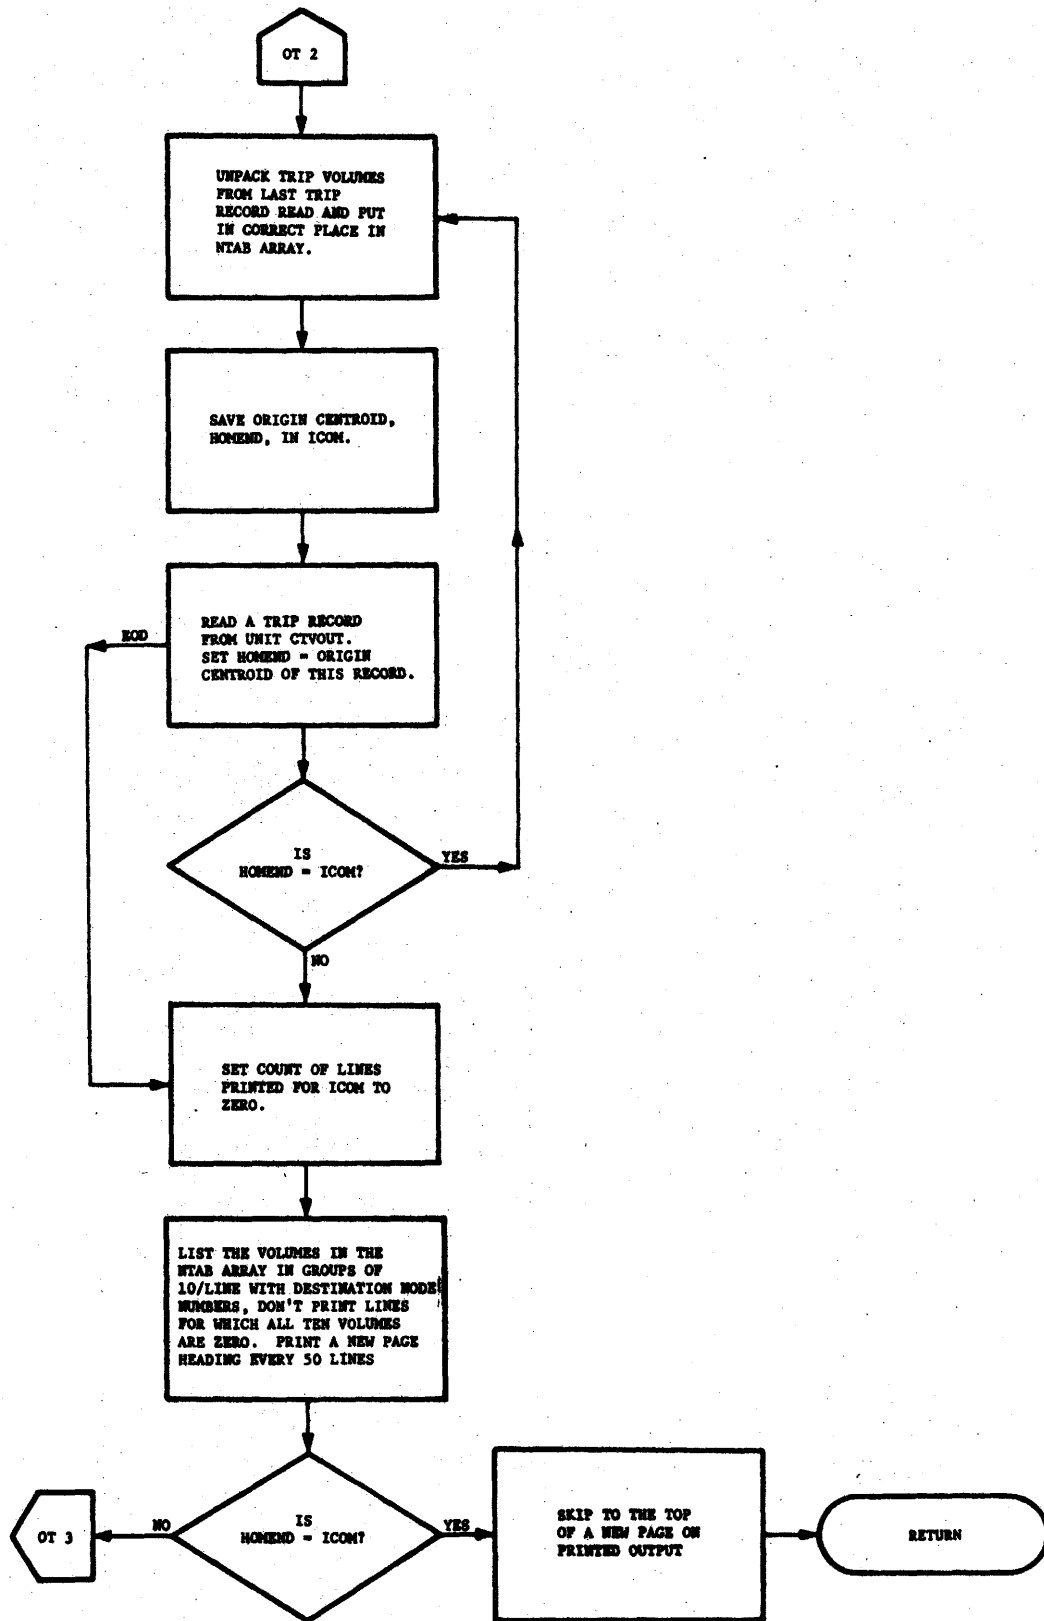 OT 2
UNPACK TRIP VOLUMES
FROM LAST TRIP
RECORD READ AND PUT
IN CORRECT PLACE IN
NTAB ARRAY.
SAVE ORIGIN CENTROID,
HOMEND, IN ICOM.
EOD
READ A TRIP RECORD
FROM UNIT CTVOUT.
SET HOMEND = ORIGIN
CENTROID OF THIS RECORD.
IS
HOMEND = ICOM?
YES
NO
SET COUNT OF LINES
PRINTED FOR ICOM TO
ZERO.
LIST THE VOLUMES IN THE
NTAB ARRAY IN GROUPS OF
10/LINE WITH DESTINATION NODE
NUMBERS, DON'T PRINT LINES
FOR WHICH ALL TEN VOLUMES
ARE ZERO. PRINT A NEW PAGE
HEADING EVERY 50 LINES
OT 3
NO
IS
HOMEND = ICOM?
YES
SKIP TO THE TOP
OF A NEW PAGE ON
PRINTED OUTPUT
RETURN